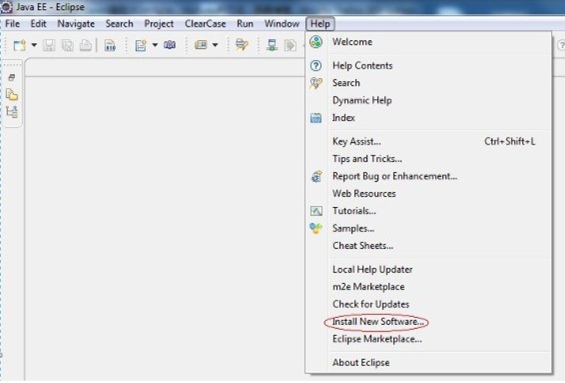 Java EE - Eclipse
File Edit Navigate Search Project ClearCase Run Window Help
Welcome
Help Contents
Search
Dynamic Help
Index
Key Assist... Ctrl+Shift+L
Tips and Tricks...
Report Bug or Enhancement...
Web Resources
Tutorials...
Samples...
Cheat Sheets...
Local Help Updater
m2e Marketplace
Check for Updates
Install New Software...
Eclipse Marketplace...
About Eclipse